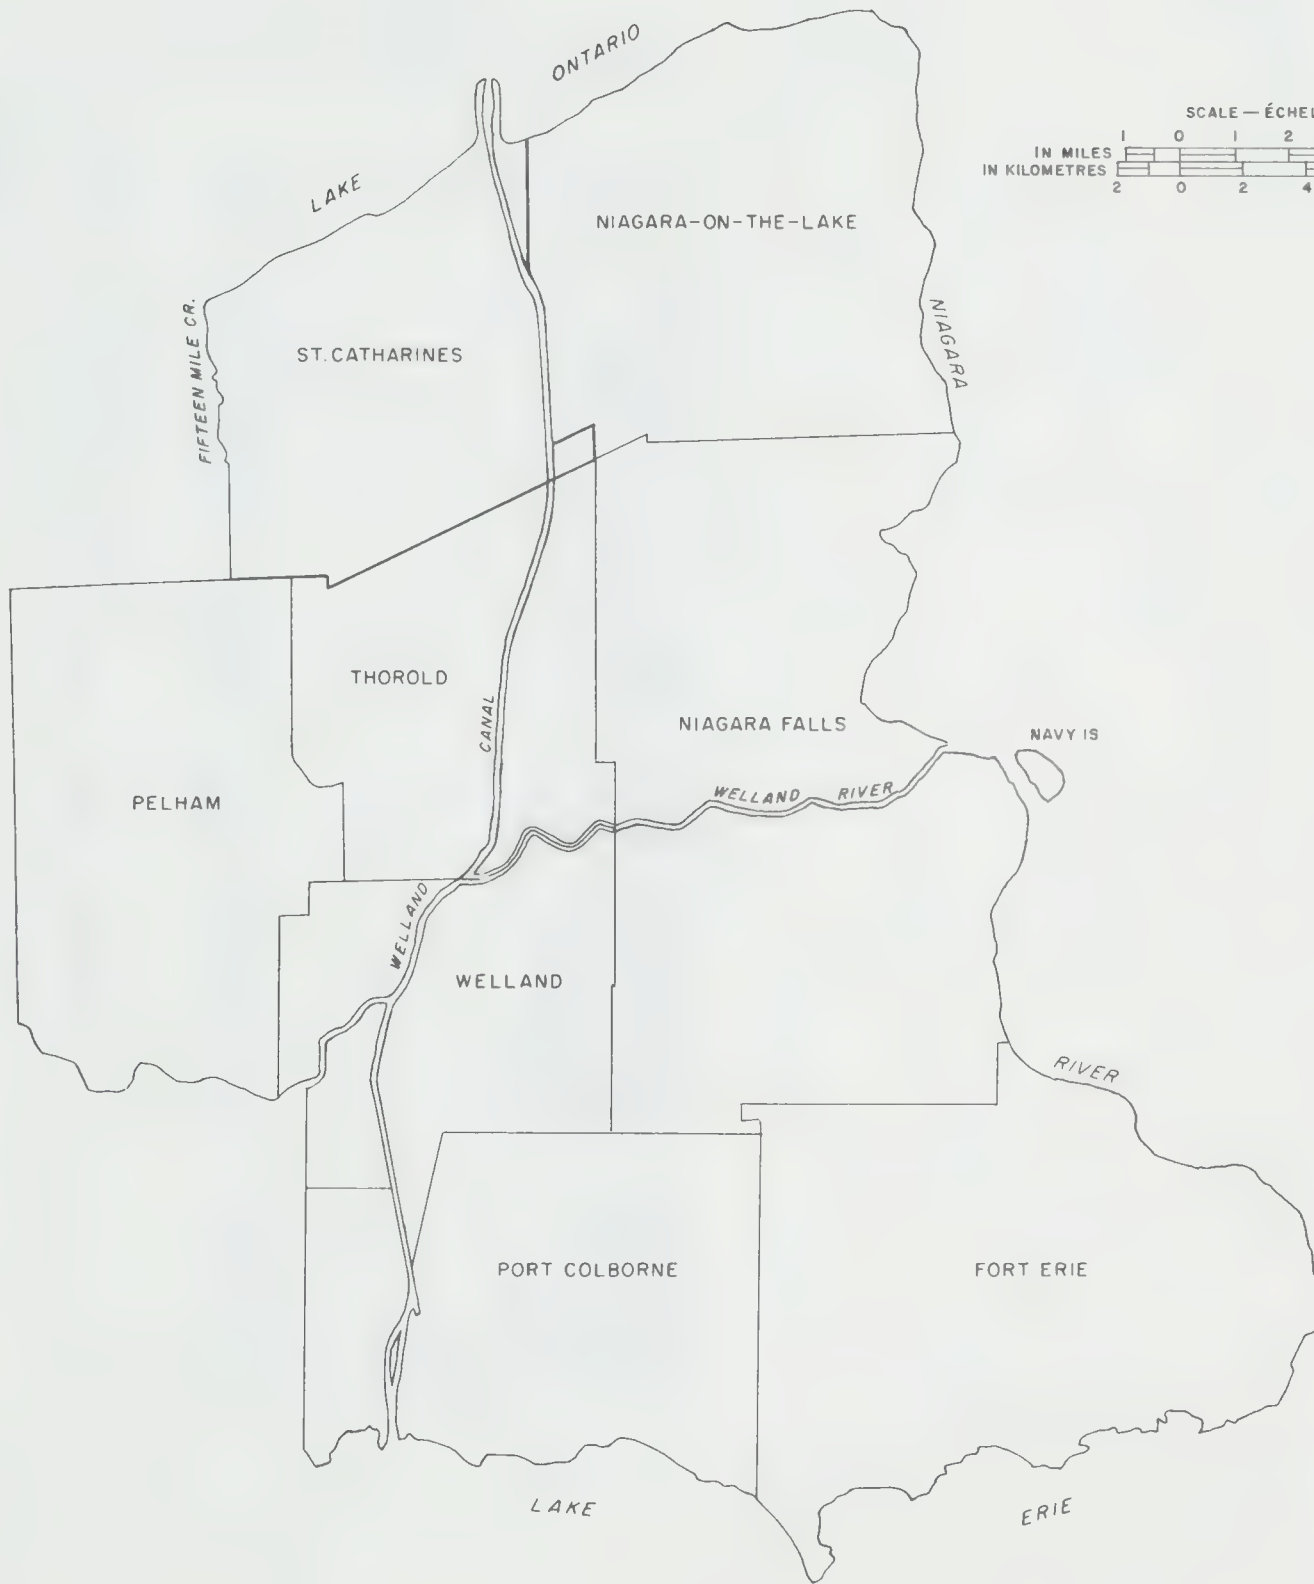 LAKE ONTARIO
SCALE — ÉCHEL
1 0 1 2
IN MILES
IN KILOMETRES
2 0 2 4
NIAGARA-ON-THE-LAKE
FIFTEEN MILE CR.
ST. CATHARINES
NIAGARA
THOROLD
CANAL
NIAGARA FALLS
NAVY IS
PELHAM
WELLAND RIVER
WELLAND
WELLAND
RIVER
PORT COLBORNE
FORT ERIE
LAKE ERIE